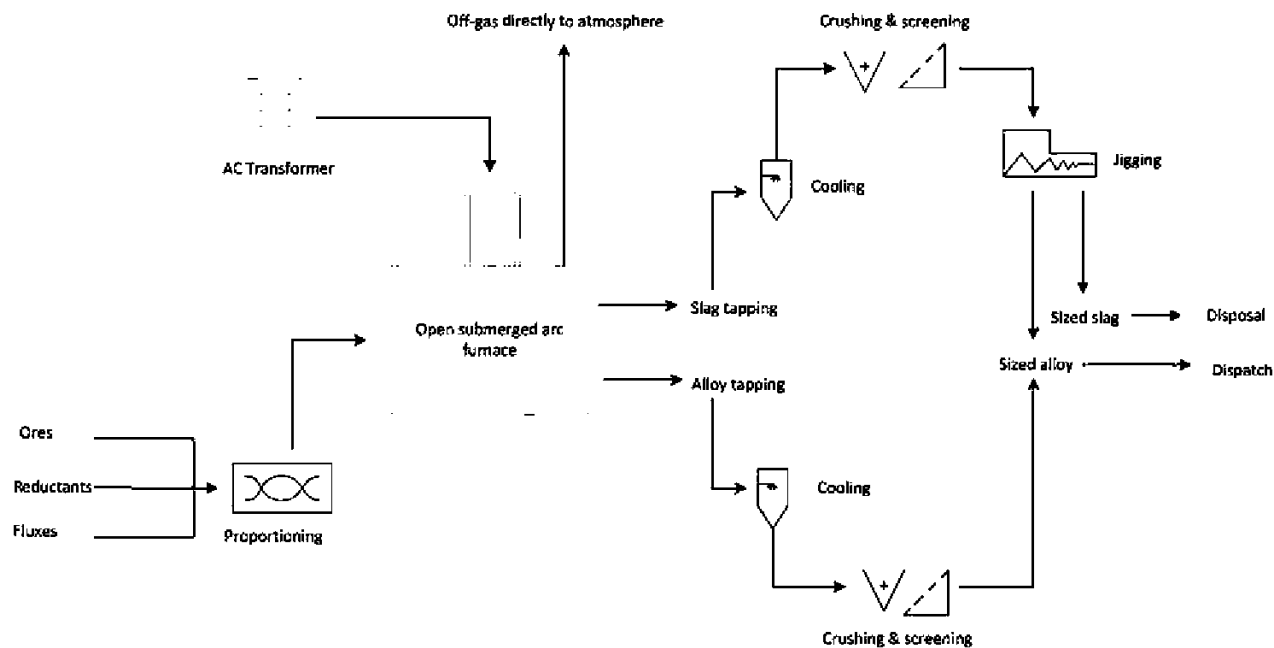 Off-gas directly to atmosphere
Crushing & screening
AC Transformer
Jigging
Cooling
Slag tapping
Sized slag
Disposal
Open submerged arc
furnace
Sized alloy
Dispatch
Alloy tapping
Ores
Reductants
Cooling
Fluxes
Proportioning
Crushing & screening